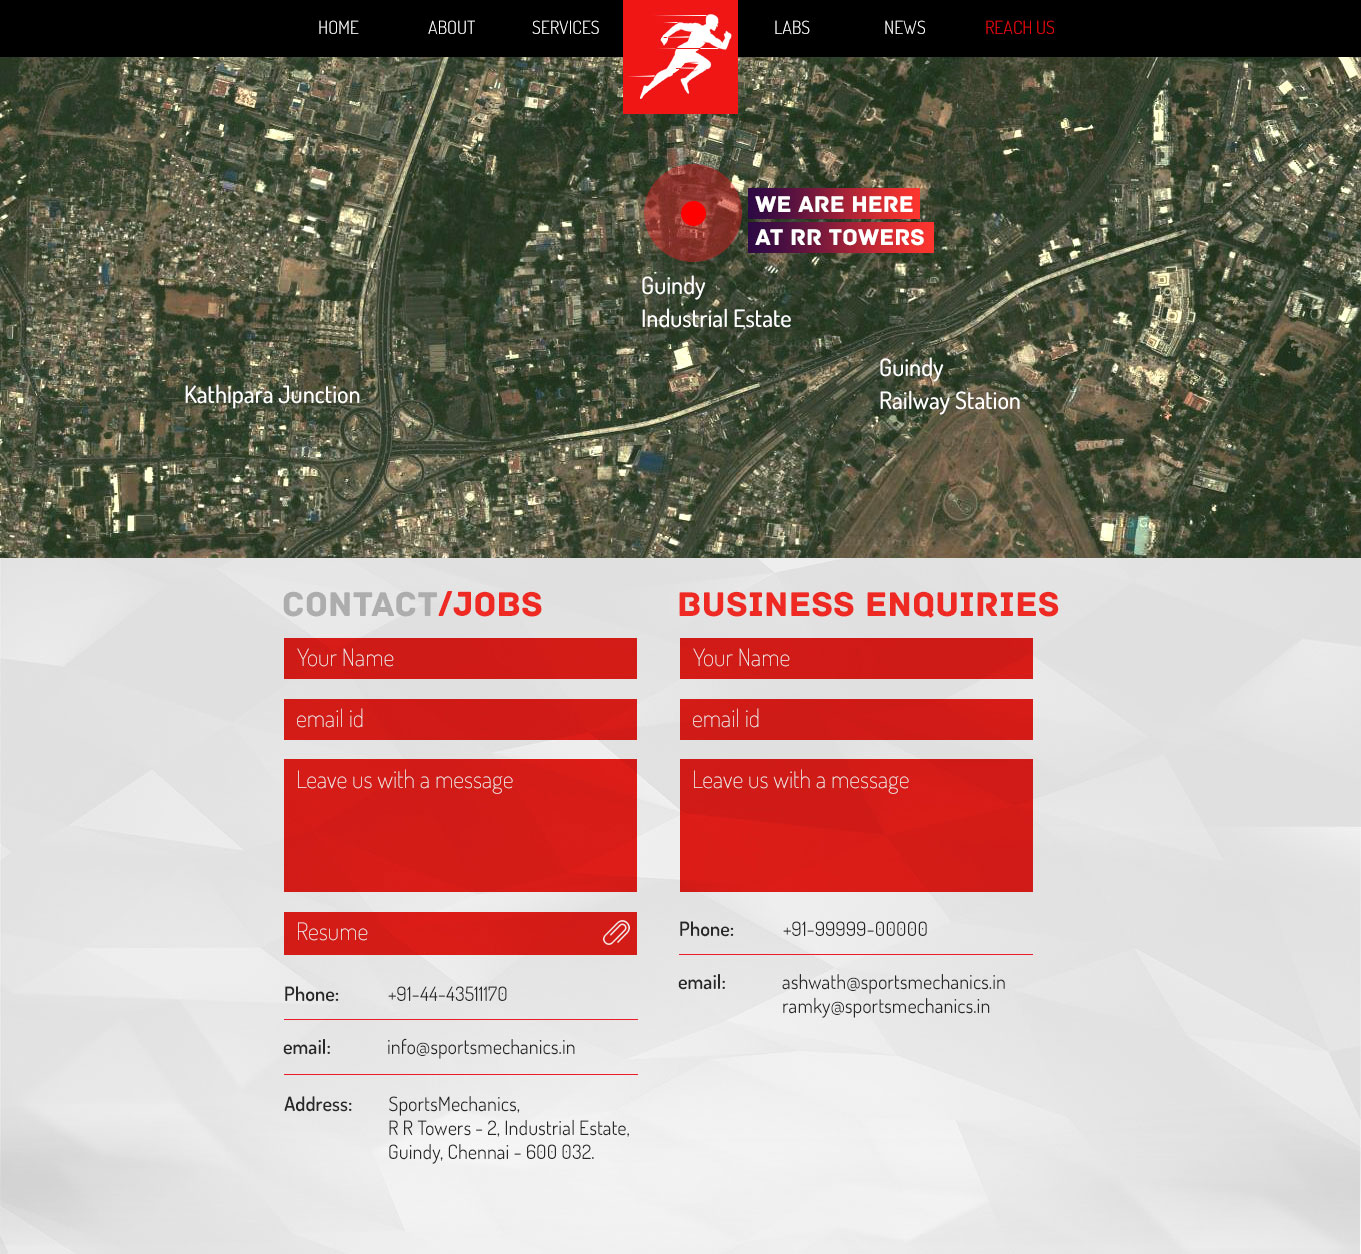 HOME
ABOUT
SERVICES
LABS
NEWS
REACH US
WE ARE HERE
AT RR TOWERS
Guindy
Industrial Estate
Guindy
Railway Station
Kathipara Junction
CONTACT/JOBS
Your Name
email id
Leave us with a message
Resume
Phone: +91-44-43511170
email: info@sportsmechanics.in
Address: SportsMechanics,
R R Towers - 2, Industrial Estate,
Guindy, Chennai - 600 032.
BUSINESS ENQUIRIES
Your Name
email id
Leave us with a message
Phone: +91-99999-00000
email: ashwath@sportsmechanics.in
ramky@sportsmechanics.in